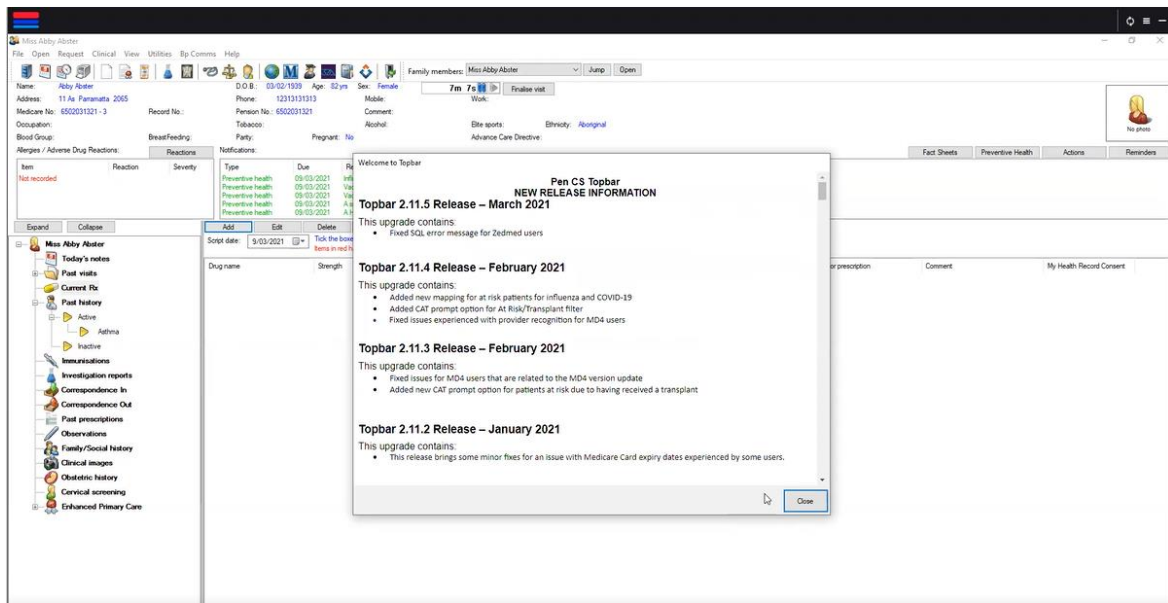 Miss Abby Abster
File Open Request Clinical View Utilities Bp Comms Help
Family members: Miss Abby Abster Jump Open
Name: Abby Abster D.O.B.: 03/02/1939 Age: 82 yrs Sex: Female 7m 7s Finalise visit
Address: 11 Aa Parramatta 2065 Phone: 12313131313 Mobile: Work:
Medicare No: 6502031321 - 3 Record No.: Pension No.: 6502031321 Comment:
Occupation: Tobacco: Alcohol: Elite sports: Ethnicity: Aboriginal
Blood Group: BreastFeeding: Party: Pregnant: No Advance Care Directive:
No photo
Allergies / Adverse Drug Reactions: Reactions Notifications: Fact Sheets Preventive Health Actions Reminders
Item Reaction Severity Type Due
Not recorded
Preventive health 09/03/2021
Preventive health 09/03/2021
Preventive health 09/03/2021
Preventive health 09/03/2021
Preventive health 09/03/2021
Expand Collapse Add Edit Delete
Script date: 9/03/2021 Tick the boxe
Items in red h
Drug name Strength or prescription Comment My Health Record Consent
Miss Abby Abster
Today's notes
Past visits
Current Rx
Past history
Active
Asthma
Inactive
Immunisations
Investigation reports
Correspondence In
Correspondence Out
Past prescriptions
Observations
Family/Social history
Clinical images
Obstetric history
Cervical screening
Enhanced Primary Care
Welcome to Topbar
Pen CS Topbar
NEW RELEASE INFORMATION
Topbar 2.11.5 Release – March 2021
This upgrade contains:
• Fixed SQL error message for Zedmed users
Topbar 2.11.4 Release – February 2021
This upgrade contains:
• Added new mapping for at risk patients for influenza and COVID-19
• Added CAT prompt option for At Risk/Transplant filter
• Fixed issues experienced with provider recognition for MD4 users
Topbar 2.11.3 Release – February 2021
This upgrade contains:
• Fixed issues for MD4 users that are related to the MD4 version update
• Added new CAT prompt option for patients at risk due to having received a transplant
Topbar 2.11.2 Release – January 2021
This upgrade contains:
• This release brings some minor fixes for an issue with Medicare Card expiry dates experienced by some users.
Close